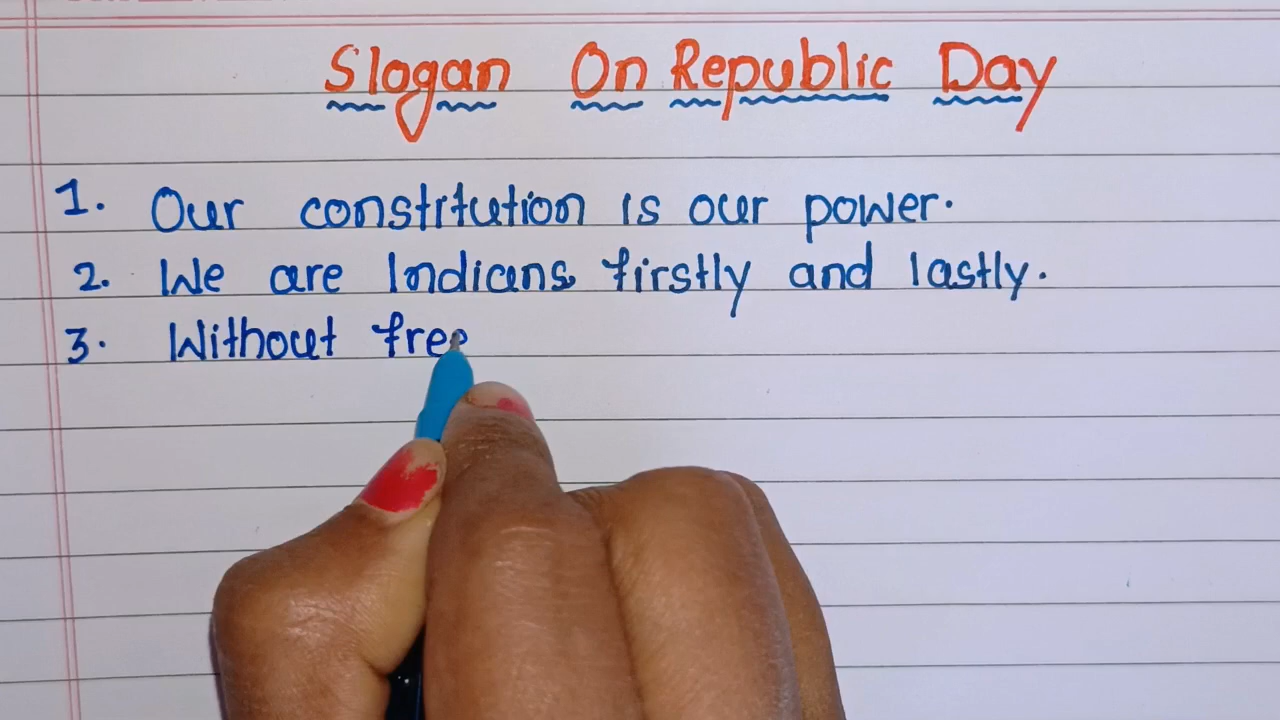 Slogan On Republic Day
1. Our constitution is our power.
2. We are Indians firstly and lastly.
3. Without free